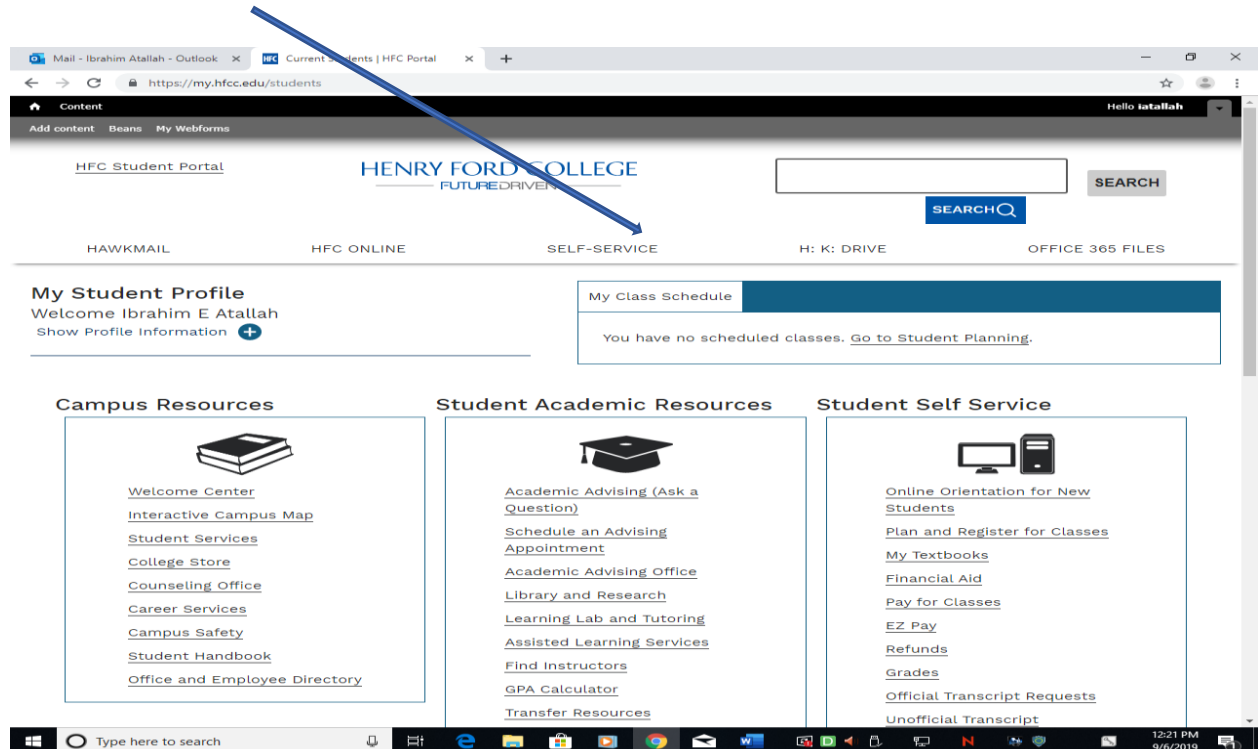 Mail - Ibrahim Atallah - Outlook
HFC Current Students | HFC Portal
https://my.hfcc.edu/students
Content
Hello iatallah
Add content Beans My Webforms
HFC Student Portal
HENRY FORD COLLEGE
FUTURE DRIVEN
SEARCH
SEARCH
HAWKMAIL HFC ONLINE SELF-SERVICE H: K: DRIVE OFFICE 365 FILES
My Student Profile
Welcome Ibrahim E Atallah
Show Profile Information
My Class Schedule
You have no scheduled classes. Go to Student Planning.
Campus Resources
Welcome Center
Interactive Campus Map
Student Services
College Store
Counseling Office
Career Services
Campus Safety
Student Handbook
Office and Employee Directory
Student Academic Resources
Academic Advising (Ask a
Question)
Schedule an Advising
Appointment
Academic Advising Office
Library and Research
Learning Lab and Tutoring
Assisted Learning Services
Find Instructors
GPA Calculator
Transfer Resources
Student Self Service
Online Orientation for New
Students
Plan and Register for Classes
My Textbooks
Financial Aid
Pay for Classes
EZ Pay
Refunds
Grades
Official Transcript Requests
Unofficial Transcript
Type here to search
12:21 PM
9/6/2019